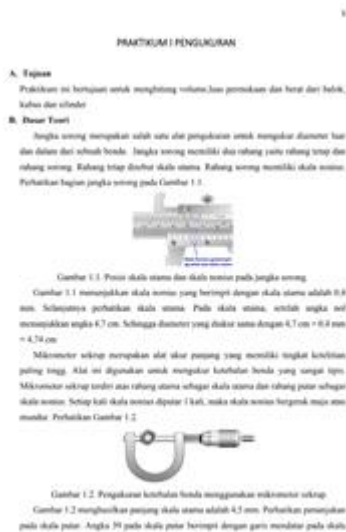 1
PRAKTIKUM I PENGUKURAN
A. Tujuan
Praktikum ini bertujuan untuk menghitung volume, luas permukaan dan berat dari balok,
kubus dan silinder
B. Dasar Teori
Jangka sorong merupakan salah satu alat pengukuran untuk mengukur diameter luar
dan dalam dari sebuah benda. Jangka sorong memiliki dua rahang yaitu rahang tetap dan
rahang sorong. Rahang tetap disebut skala utama. Rahang sorong memiliki skala nonius.
Perhatikan bagian jangka sorong pada Gambar 1.1.
Gambar 1.1. Posisi skala utama dan skala nonius pada jangka sorong
Gambar 1.1 menunjukkan skala nonius yang berimpit dengan skala utama adalah 0,4
mm. Selanjutnya perhatikan skala utama. Pada skala utama, setelah angka nol
menunjukkan angka 4,7 cm. Sehingga diameter yang diukur sama dengan 4,7 cm + 0,4 mm
= 4,74 cm
Mikrometer sekrup merupakan alat ukur panjang yang memiliki tingkat ketelitian
paling tinggi. Alat ini digunakan untuk mengukur ketebalan benda yang sangat tipis.
Mikrometer sekrup terdiri atas rahang utama sebagai skala utama dan rahang putar sebagai
skala nonius. Setiap kali skala nonius diputar 1 kali, maka skala nonius bergerak maju atau
mundur. Perhatikan Gambar 1.2
Gambar 1.2. Pengukuran ketebalan benda menggunakan mikrometer sekrup
Gambar 1.2 menghasilkan panjang skala utama adalah 4,5 mm. Perhatikan penunjukan
pada skala putar. Angka 39 pada skala putar berimpit dengan garis mendatar pada skala